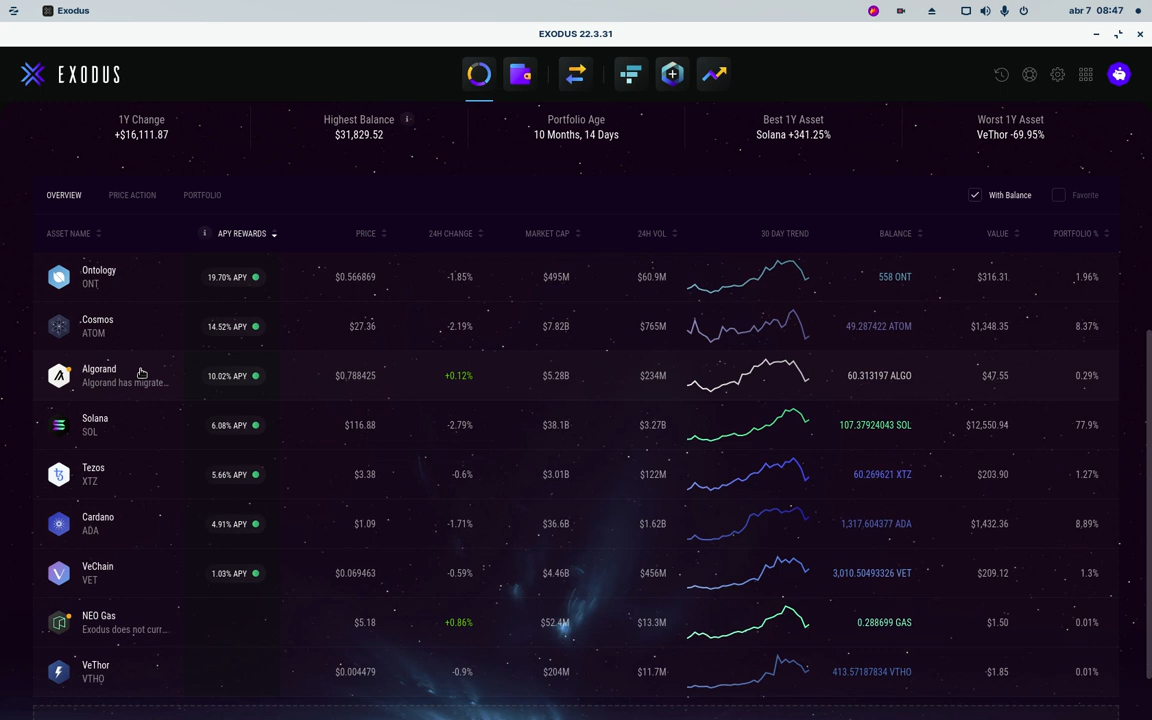 Exodus
abr 7 08:47
EXODUS 22.3.31
EXODUS
1Y Change
+$16,111.87
Highest Balance i
$31,829.52
Portfolio Age
10 Months, 14 Days
Best 1Y Asset
Solana +341.25%
Worst 1Y Asset
VeThor -69.95%
OVERVIEW PRICE ACTION PORTFOLIO With Balance Favorite
ASSET NAME i APY REWARDS PRICE 24H CHANGE MARKET CAP 24H VOL 30 DAY TREND BALANCE VALUE PORTFOLIO %
Ontology
ONT
19.70% APY $0.566869 -1.85% $495M $60.9M 558 ONT $316.31 1.96%
Cosmos
ATOM
14.52% APY $27.36 -2.19% $7.82B $765M 49.287422 ATOM $1,348.35 8.37%
Algorand
Algorand has migrate...
10.02% APY $0.788425 +0.12% $5.28B $234M 60.313197 ALGO $47.55 0.29%
Solana
SOL
6.08% APY $116.88 -2.79% $38.1B $3.27B 107.37924043 SOL $12,550.94 77.9%
Tezos
XTZ
5.66% APY $3.38 -0.6% $3.01B $122M 60.269621 XTZ $203.90 1.27%
Cardano
ADA
4.91% APY $1.09 -1.71% $36.6B $1.62B 1,317.604377 ADA $1,432.36 8,89%
VeChain
VET
1.03% APY $0.069463 -0.59% $4.46B $456M 3,010.50493326 VET $209.12 1.3%
NEO Gas
Exodus does not curr...
$5.18 +0.86% $52.4M $13.3M 0.288699 GAS $1.50 0.01%
VeThor
VTHO
$0.004479 -0.9% $204M $11.7M 413.57187834 VTHO $1.85 0.01%